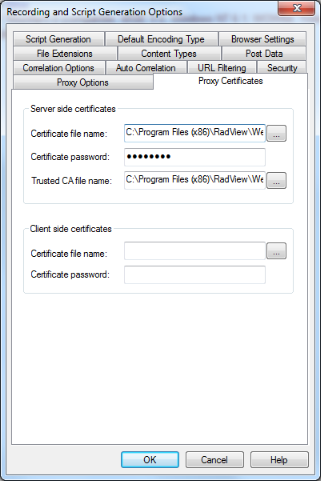 Recording and Script Generation Options
Script Generation Default Encoding Type Browser Settings
File Extensions Content Types Post Data
Correlation Options Auto Correlation URL Filtering Security
Proxy Options Proxy Certificates
Server side certificates
Certificate file name: C:\Program Files (x86)\RadView\We ...
Certificate password: ●●●●●●●●
Trusted CA file name: C:\Program Files (x86)\RadView\We ...
Client side certificates
Certificate file name: ...
Certificate password:
OK Cancel Help